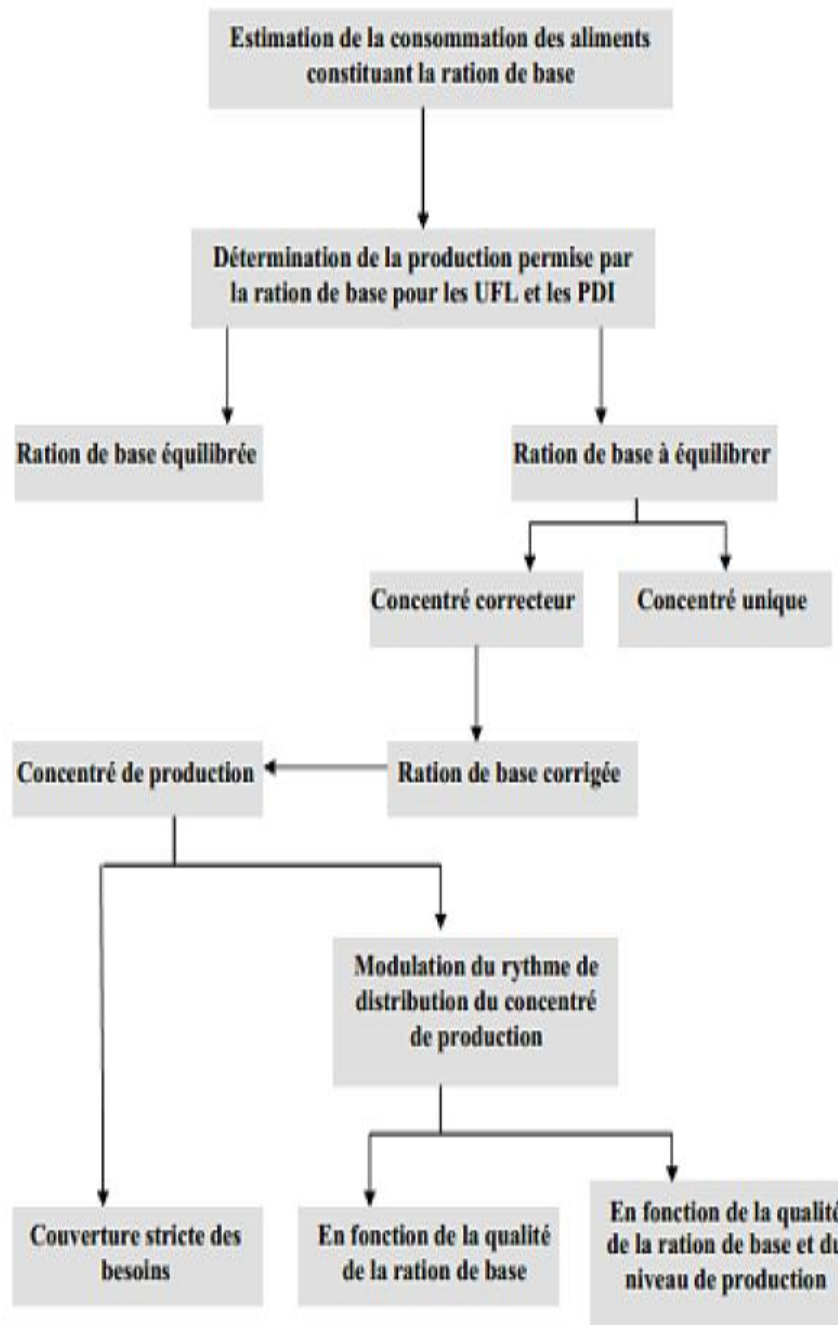 Estimation de la consommation des aliments
constituant la ration de base
Détermination de la production permise par
la ration de base pour les UFL et les PDI
Ration de base équilibrée
Ration de base à équilibrer
Concentré correcteur
Concentré unique
Concentré de production
Ration de base corrigée
Modulation du rythme de
distribution du concentré
de production
Couverture stricte des
besoins
En fonction de la qualité
de la ration de base
En fonction de la qualité
de la ration de base et du
niveau de production